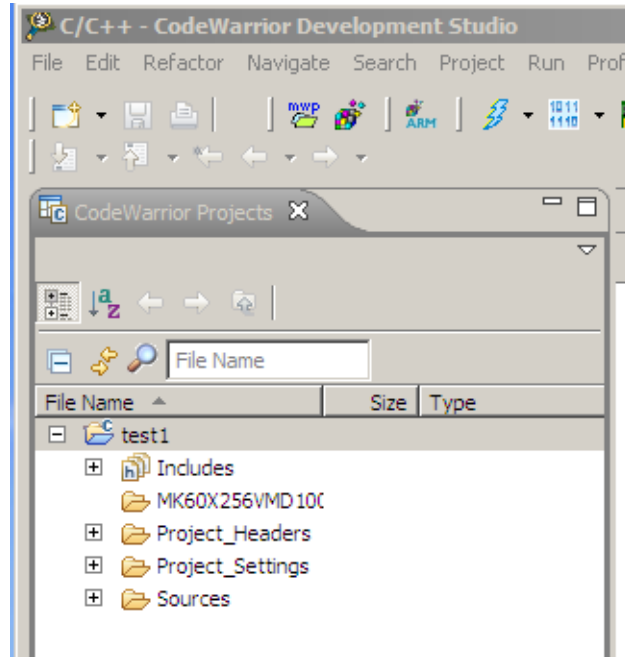 C/C++ - CodeWarrior Development Studio
File Edit Refactor Navigate Search Project Run Prof
mwp ARM 1011 1110
CodeWarrior Projects
a z
File Name
File Name Size Type
test1
Includes
MK60X256VMD100
Project_Headers
Project_Settings
Sources